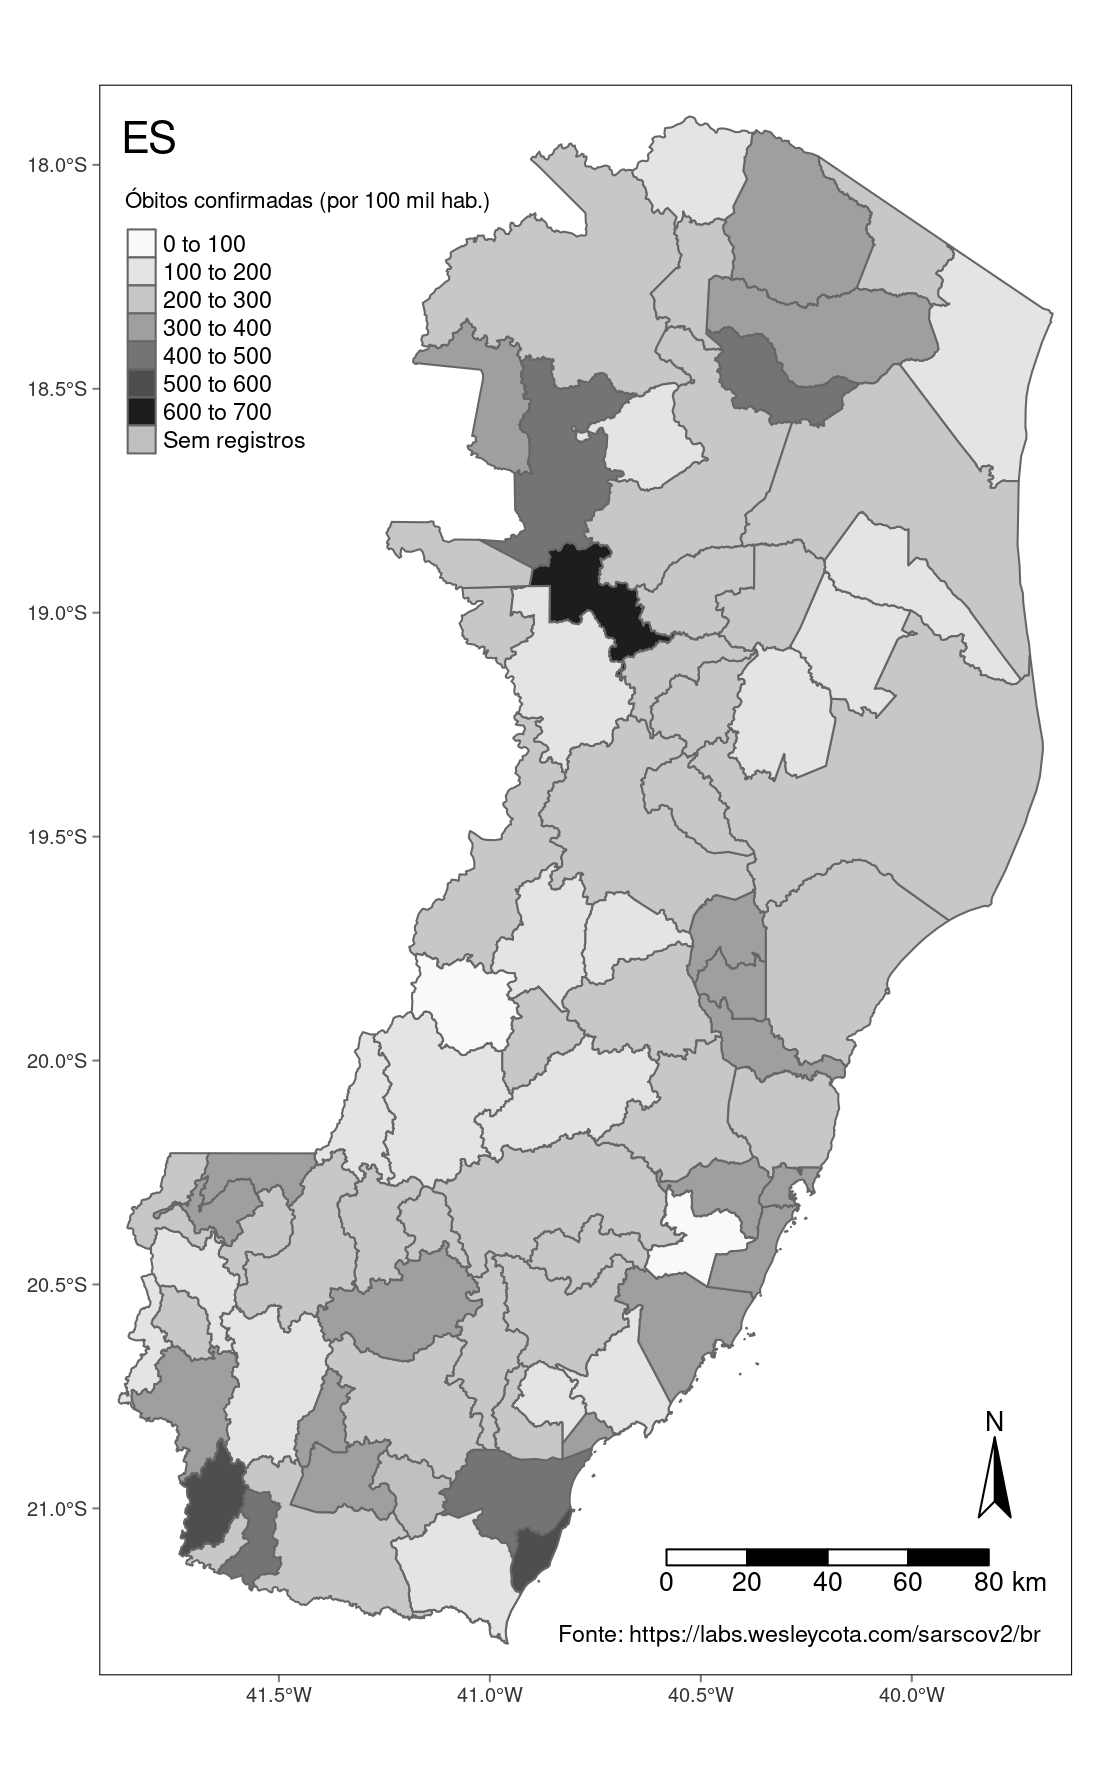 ES
Óbitos confirmadas (por 100 mil hab.)
0 to 100
100 to 200
200 to 300
300 to 400
400 to 500
500 to 600
600 to 700
Sem registros
18.0°S
18.5°S
19.0°S
19.5°S
20.0°S
20.5°S
21.0°S
N
0 20 40 60 80 km
Fonte: https://labs.wesleycota.com/sarscov2/br
41.5°W 41.0°W 40.5°W 40.0°W